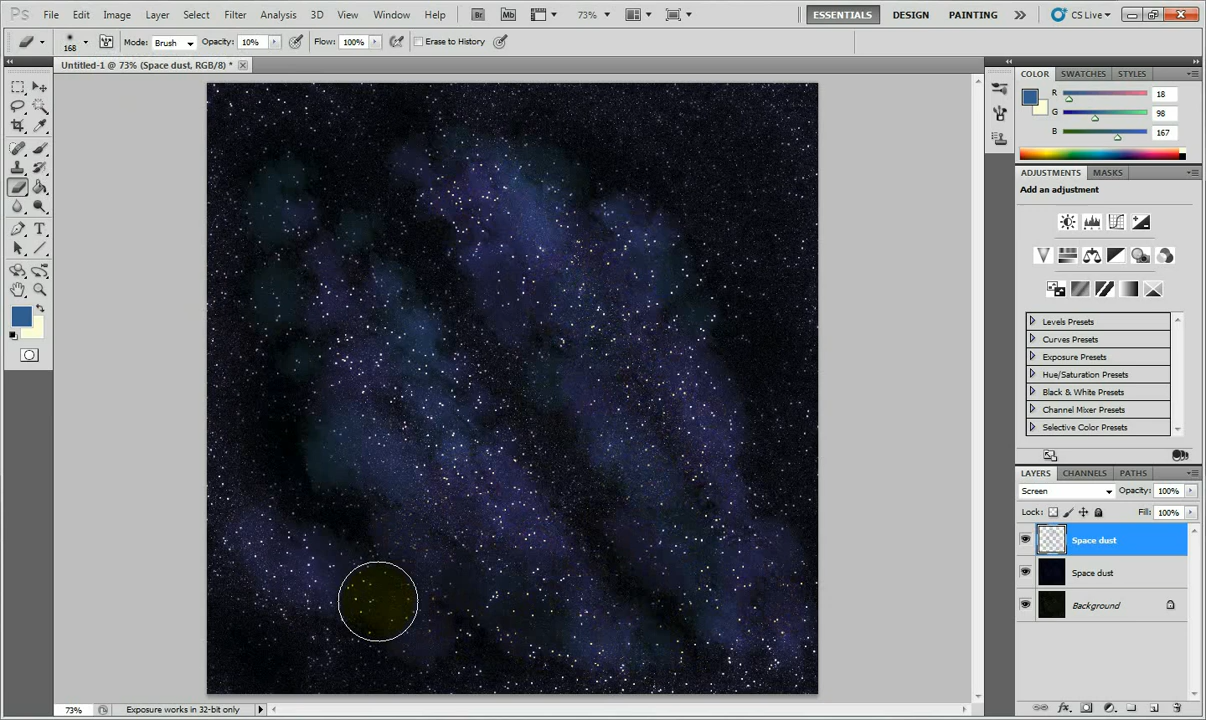 Ps File Edit Image Layer Select Filter Analysis 3D View Window Help Br Mb 73% ESSENTIALS DESIGN PAINTING CS Live
168 Mode: Brush Opacity: 10% Flow: 100% Erase to History
Untitled-1 @ 73% (Space dust, RGB/8) *
COLOR SWATCHES STYLES
R 18
G 98
B 167
ADJUSTMENTS MASKS
Add an adjustment
Levels Presets
Curves Presets
Exposure Presets
Hue/Saturation Presets
Black & White Presets
Channel Mixer Presets
Selective Color Presets
LAYERS CHANNELS PATHS
Screen Opacity: 100%
Lock: Fill: 100%
Space dust
Space dust
Background
73% Exposure works in 32-bit only